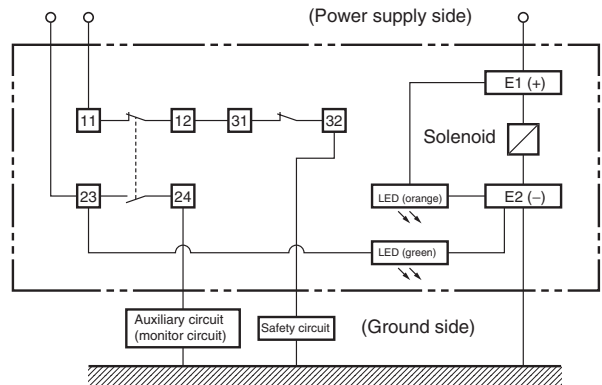 (Power supply side)
E1 (+)
11
12
31
32
Solenoid
23
24
LED (orange)
E2 (−)
LED (green)
Auxiliary circuit
(monitor circuit)
Safety circuit
(Ground side)